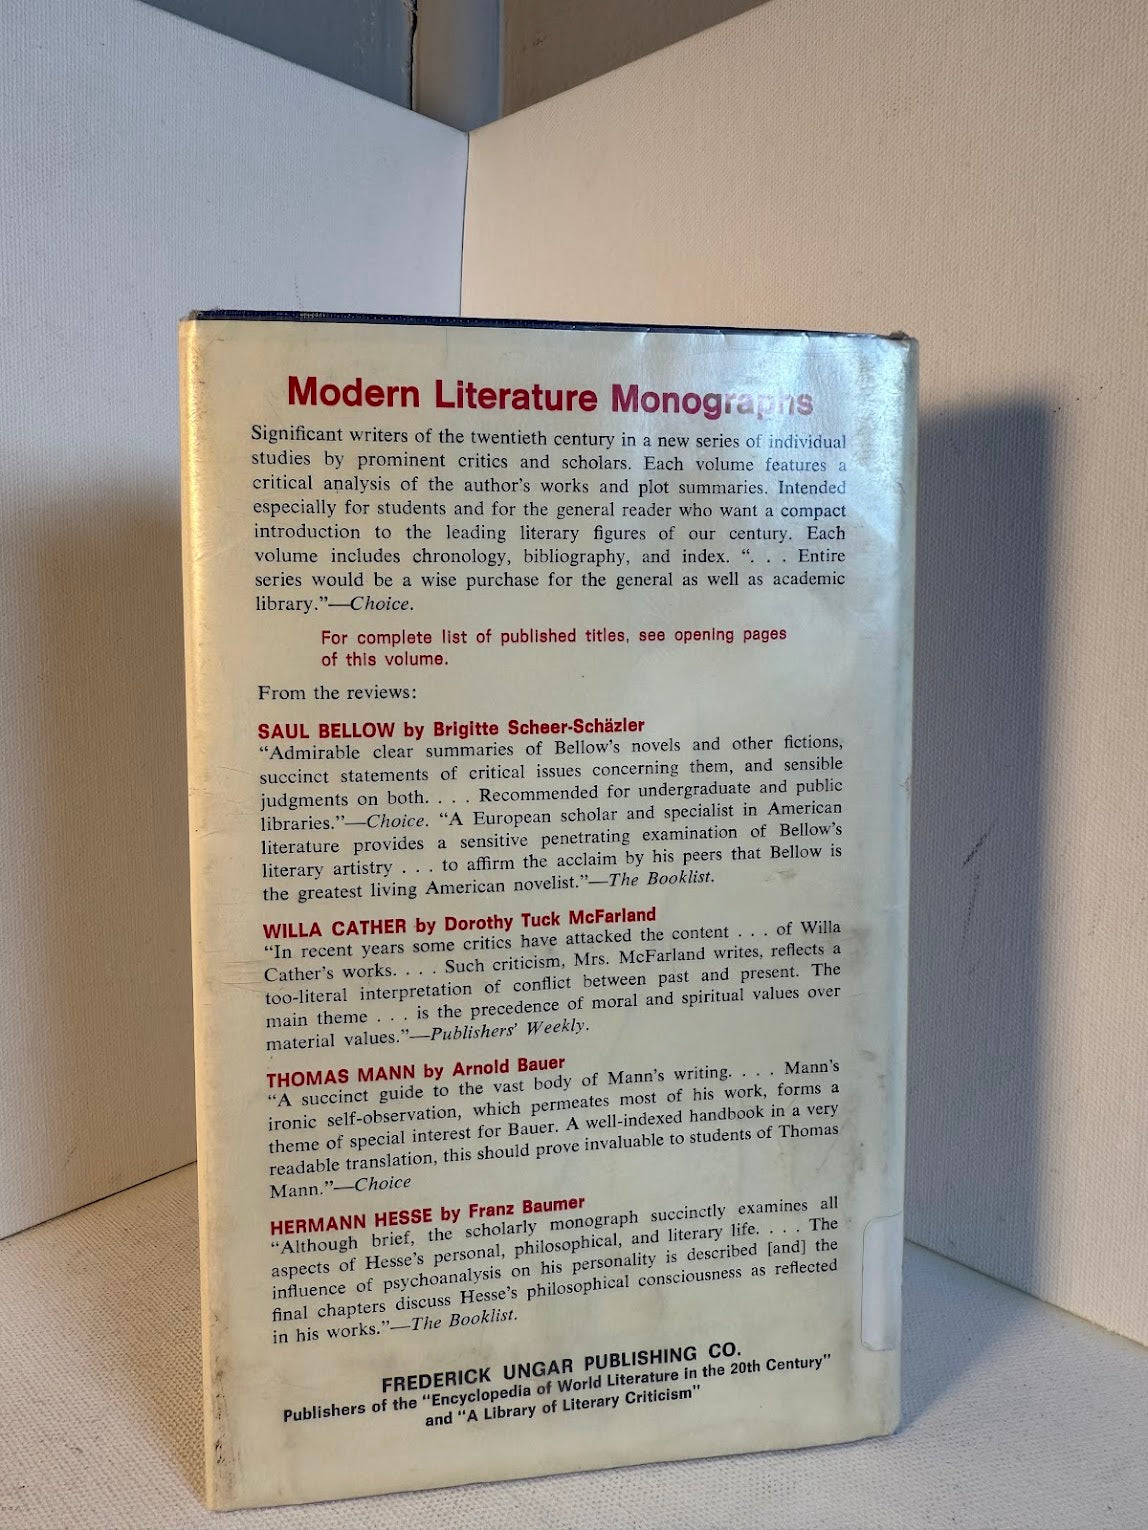 Modern Literature Monographs
Significant writers of the twentieth century in a new series of individual
studies by prominent critics and scholars. Each volume features a
critical analysis of the author's works and plot summaries. Intended
especially for students and for the general reader who want a compact
introduction to the leading literary figures of our century. Each
volume includes chronology, bibliography, and index. “. . . Entire
series would be a wise purchase for the general as well as academic
library.”—Choice.
For complete list of published titles, see opening pages
of this volume.
From the reviews:
SAUL BELLOW by Brigitte Scheer-Schäzler
“Admirable clear summaries of Bellow's novels and other fictions,
succinct statements of critical issues concerning them, and sensible
judgments on both. . . . Recommended for undergraduate and public
libraries.”—Choice. “A European scholar and specialist in American
literature provides a sensitive penetrating examination of Bellow's
literary artistry . . . to affirm the acclaim by his peers that Bellow is
the greatest living American novelist.”—The Booklist.
WILLA CATHER by Dorothy Tuck McFarland
“In recent years some critics have attacked the content . . . of Willa
Cather's works. . . . Such criticism, Mrs. McFarland writes, reflects a
too-literal interpretation of conflict between past and present. The
main theme . . . is the precedence of moral and spiritual values over
material values.”—Publishers' Weekly.
THOMAS MANN by Arnold Bauer
“A succinct guide to the vast body of Mann's writing. . . . Mann's
ironic self-observation, which permeates most of his work, forms a
theme of special interest for Bauer. A well-indexed handbook in a very
readable translation, this should prove invaluable to students of Thomas
Mann.”—Choice
HERMANN HESSE by Franz Baumer
“Although brief, the scholarly monograph succinctly examines all
aspects of Hesse's personal, philosophical, and literary life. . . . The
influence of psychoanalysis on his personality is described [and] the
final chapters discuss Hesse's philosophical consciousness as reflected
in his works.”—The Booklist.
FREDERICK UNGAR PUBLISHING CO.
Publishers of the “Encyclopedia of World Literature in the 20th Century”
and “A Library of Literary Criticism”